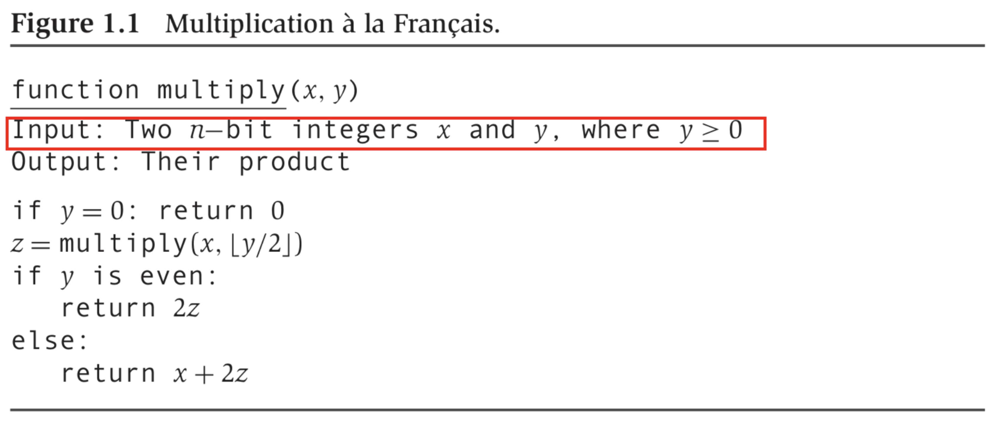 Figure 1.1 Multiplication à la Français.
function multiply(x, y)
Input: Two n−bit integers x and y, where y ≥ 0
Output: Their product
if y = 0: return 0
z = multiply(x, ⌊y/2⌋)
if y is even:
return 2z
else:
return x + 2z